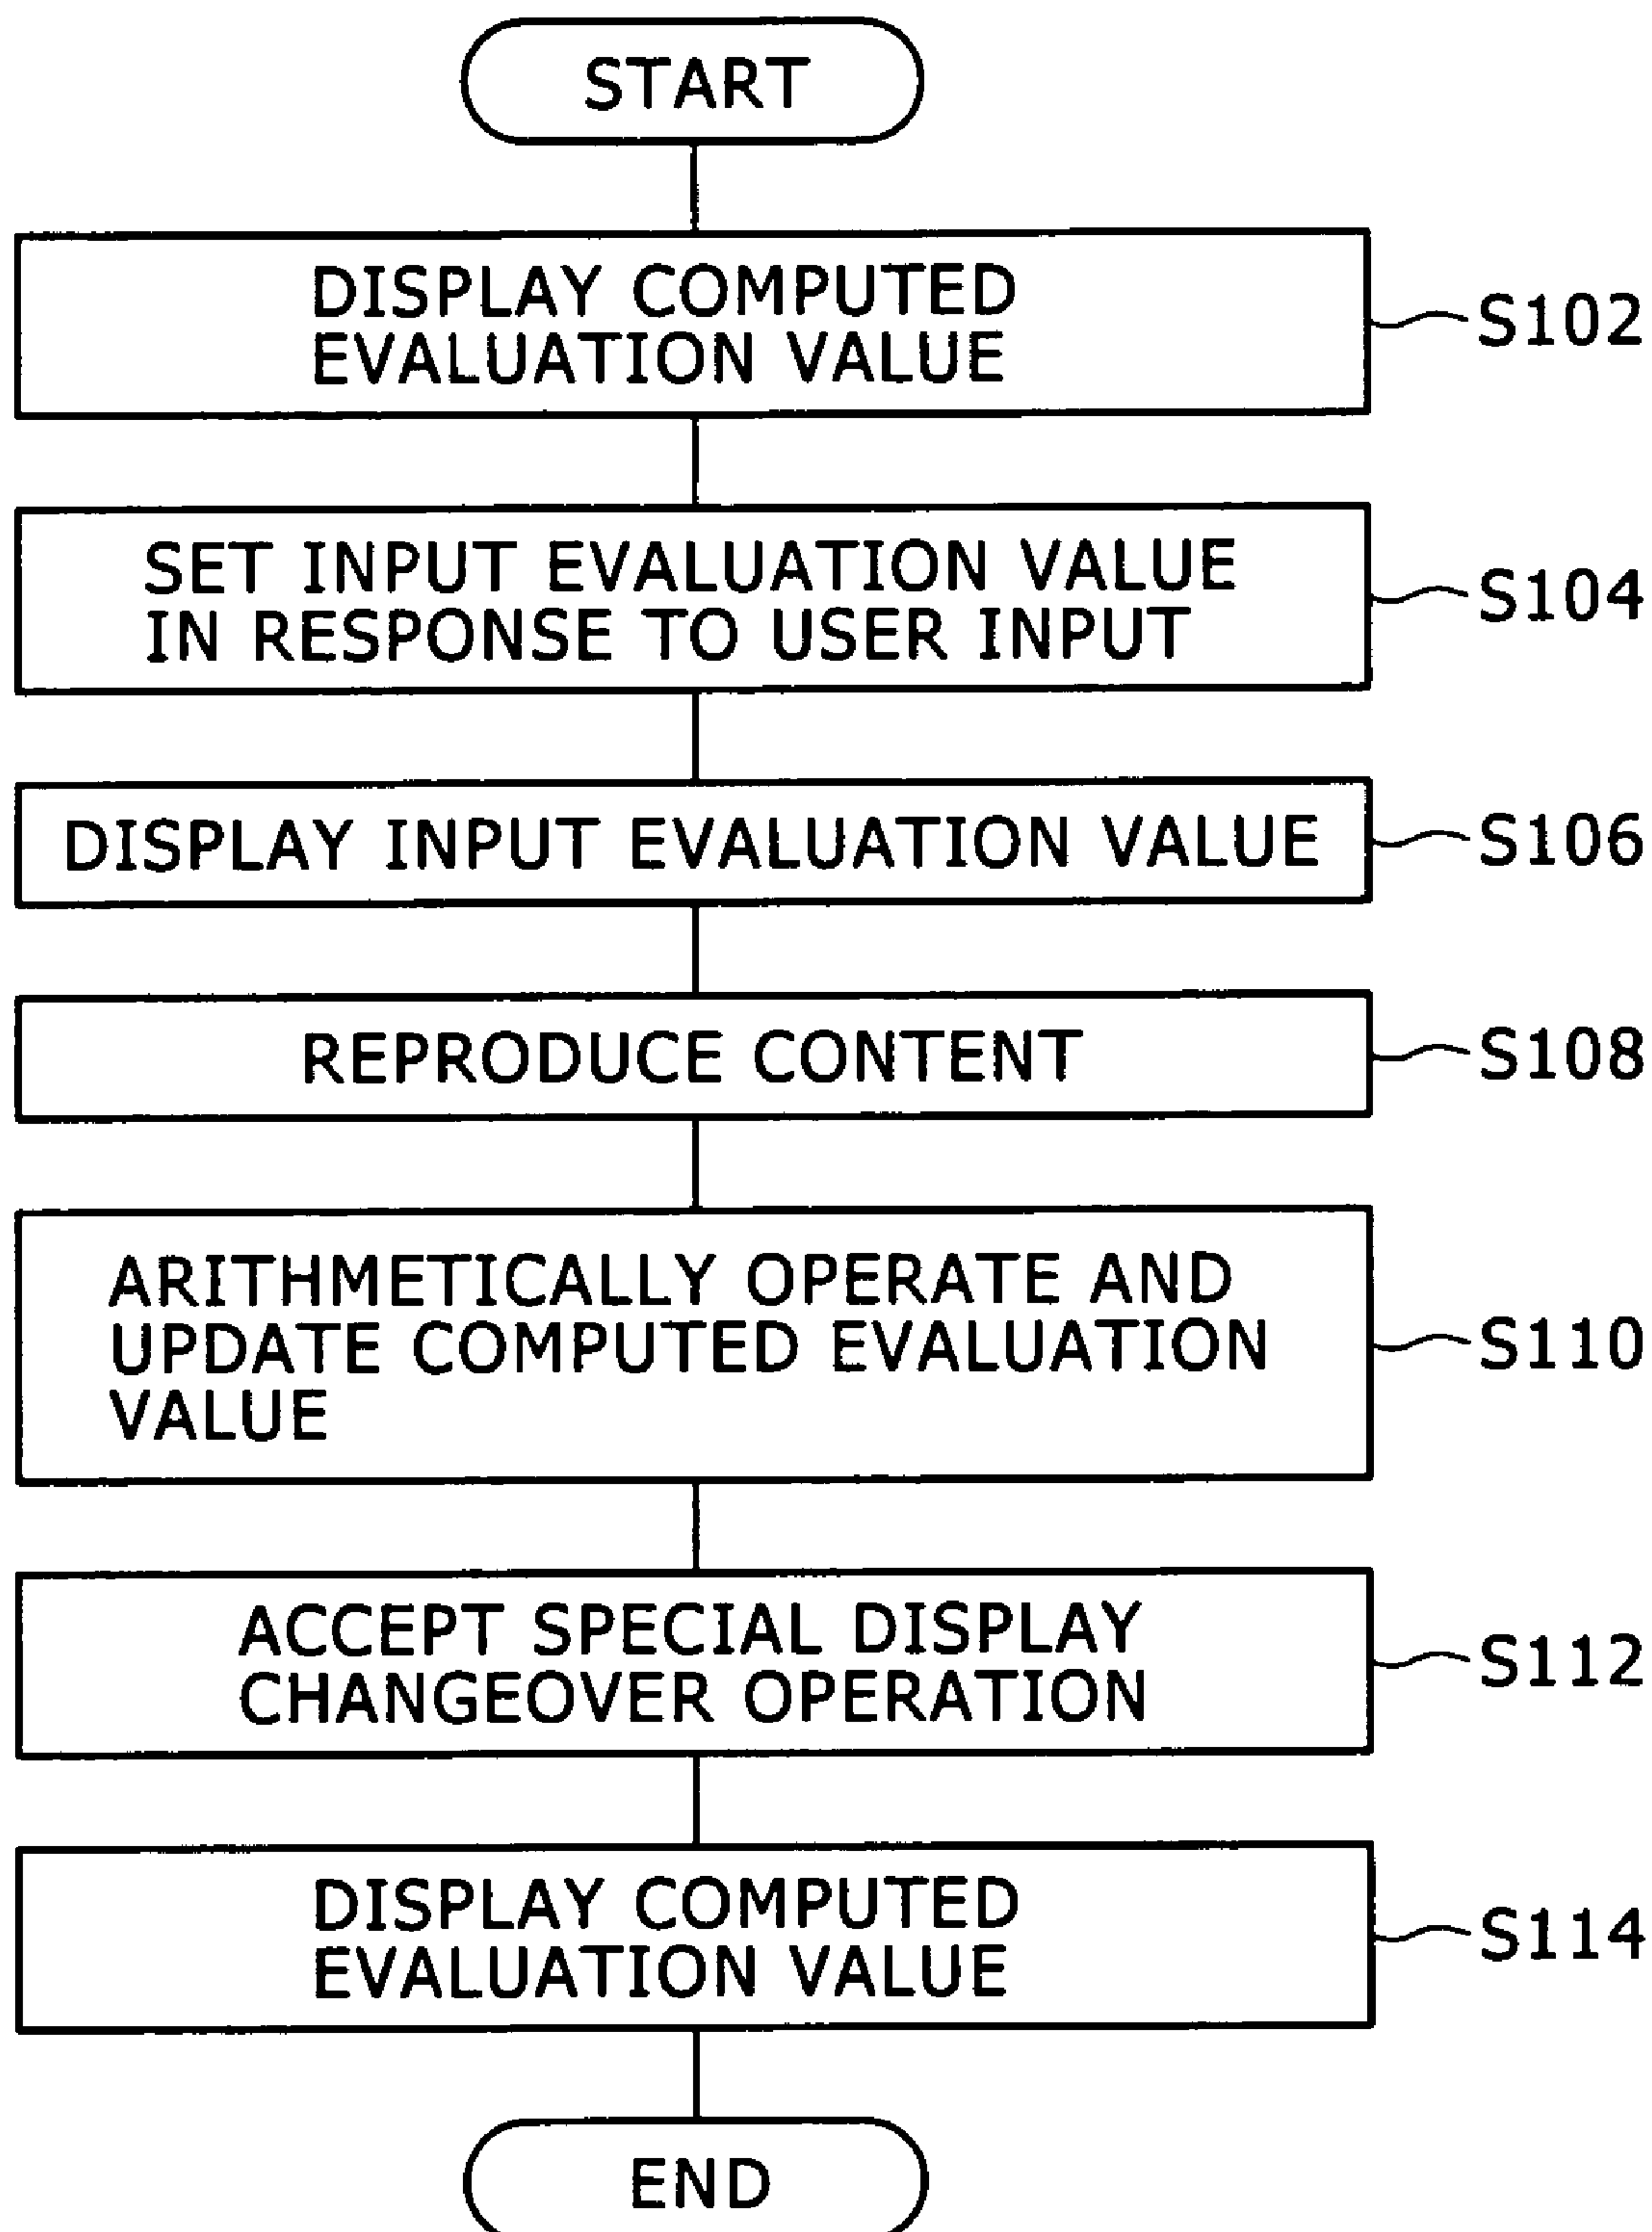 START
DISPLAY COMPUTED
EVALUATION VALUE
S102
SET INPUT EVALUATION VALUE
IN RESPONSE TO USER INPUT
S104
DISPLAY INPUT EVALUATION VALUE
S106
REPRODUCE CONTENT
S108
ARITHMETICALLY OPERATE AND
UPDATE COMPUTED EVALUATION
VALUE
S110
ACCEPT SPECIAL DISPLAY
CHANGEOVER OPERATION
S112
DISPLAY COMPUTED
EVALUATION VALUE
S114
END